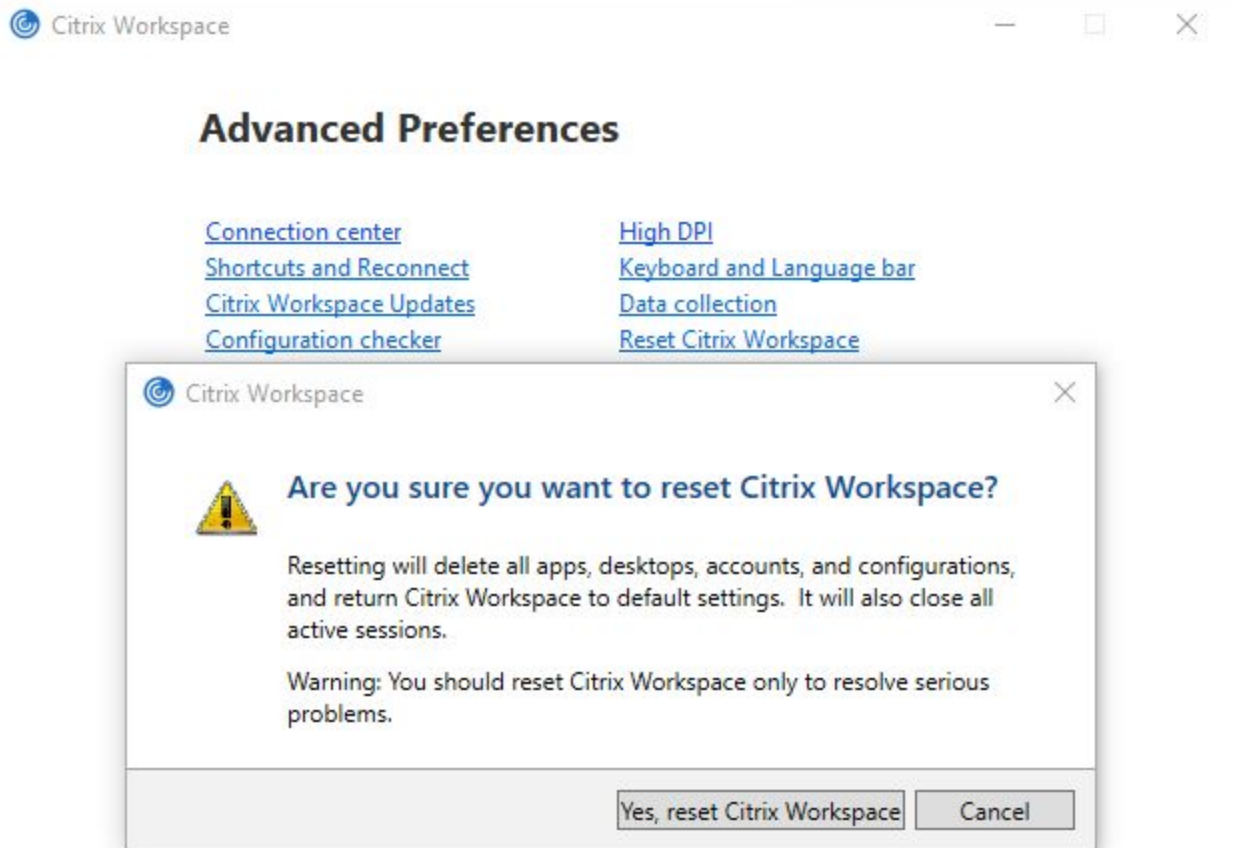 Citrix Workspace
Advanced Preferences
Connection center
High DPI
Shortcuts and Reconnect
Keyboard and Language bar
Citrix Workspace Updates
Data collection
Configuration checker
Reset Citrix Workspace
Citrix Workspace
Are you sure you want to reset Citrix Workspace?
Resetting will delete all apps, desktops, accounts, and configurations,
and return Citrix Workspace to default settings.  It will also close all
active sessions.
Warning: You should reset Citrix Workspace only to resolve serious
problems.
Yes, reset Citrix Workspace
Cancel